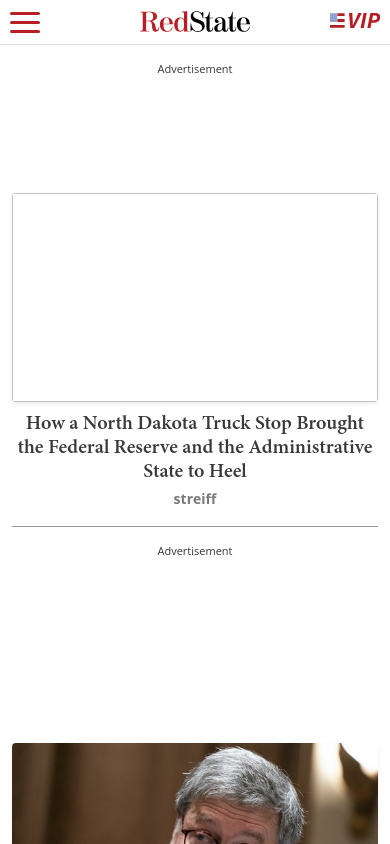 RedState
VIP
Advertisement
How a North Dakota Truck Stop Brought
the Federal Reserve and the Administrative
State to Heel
streiff
Advertisement